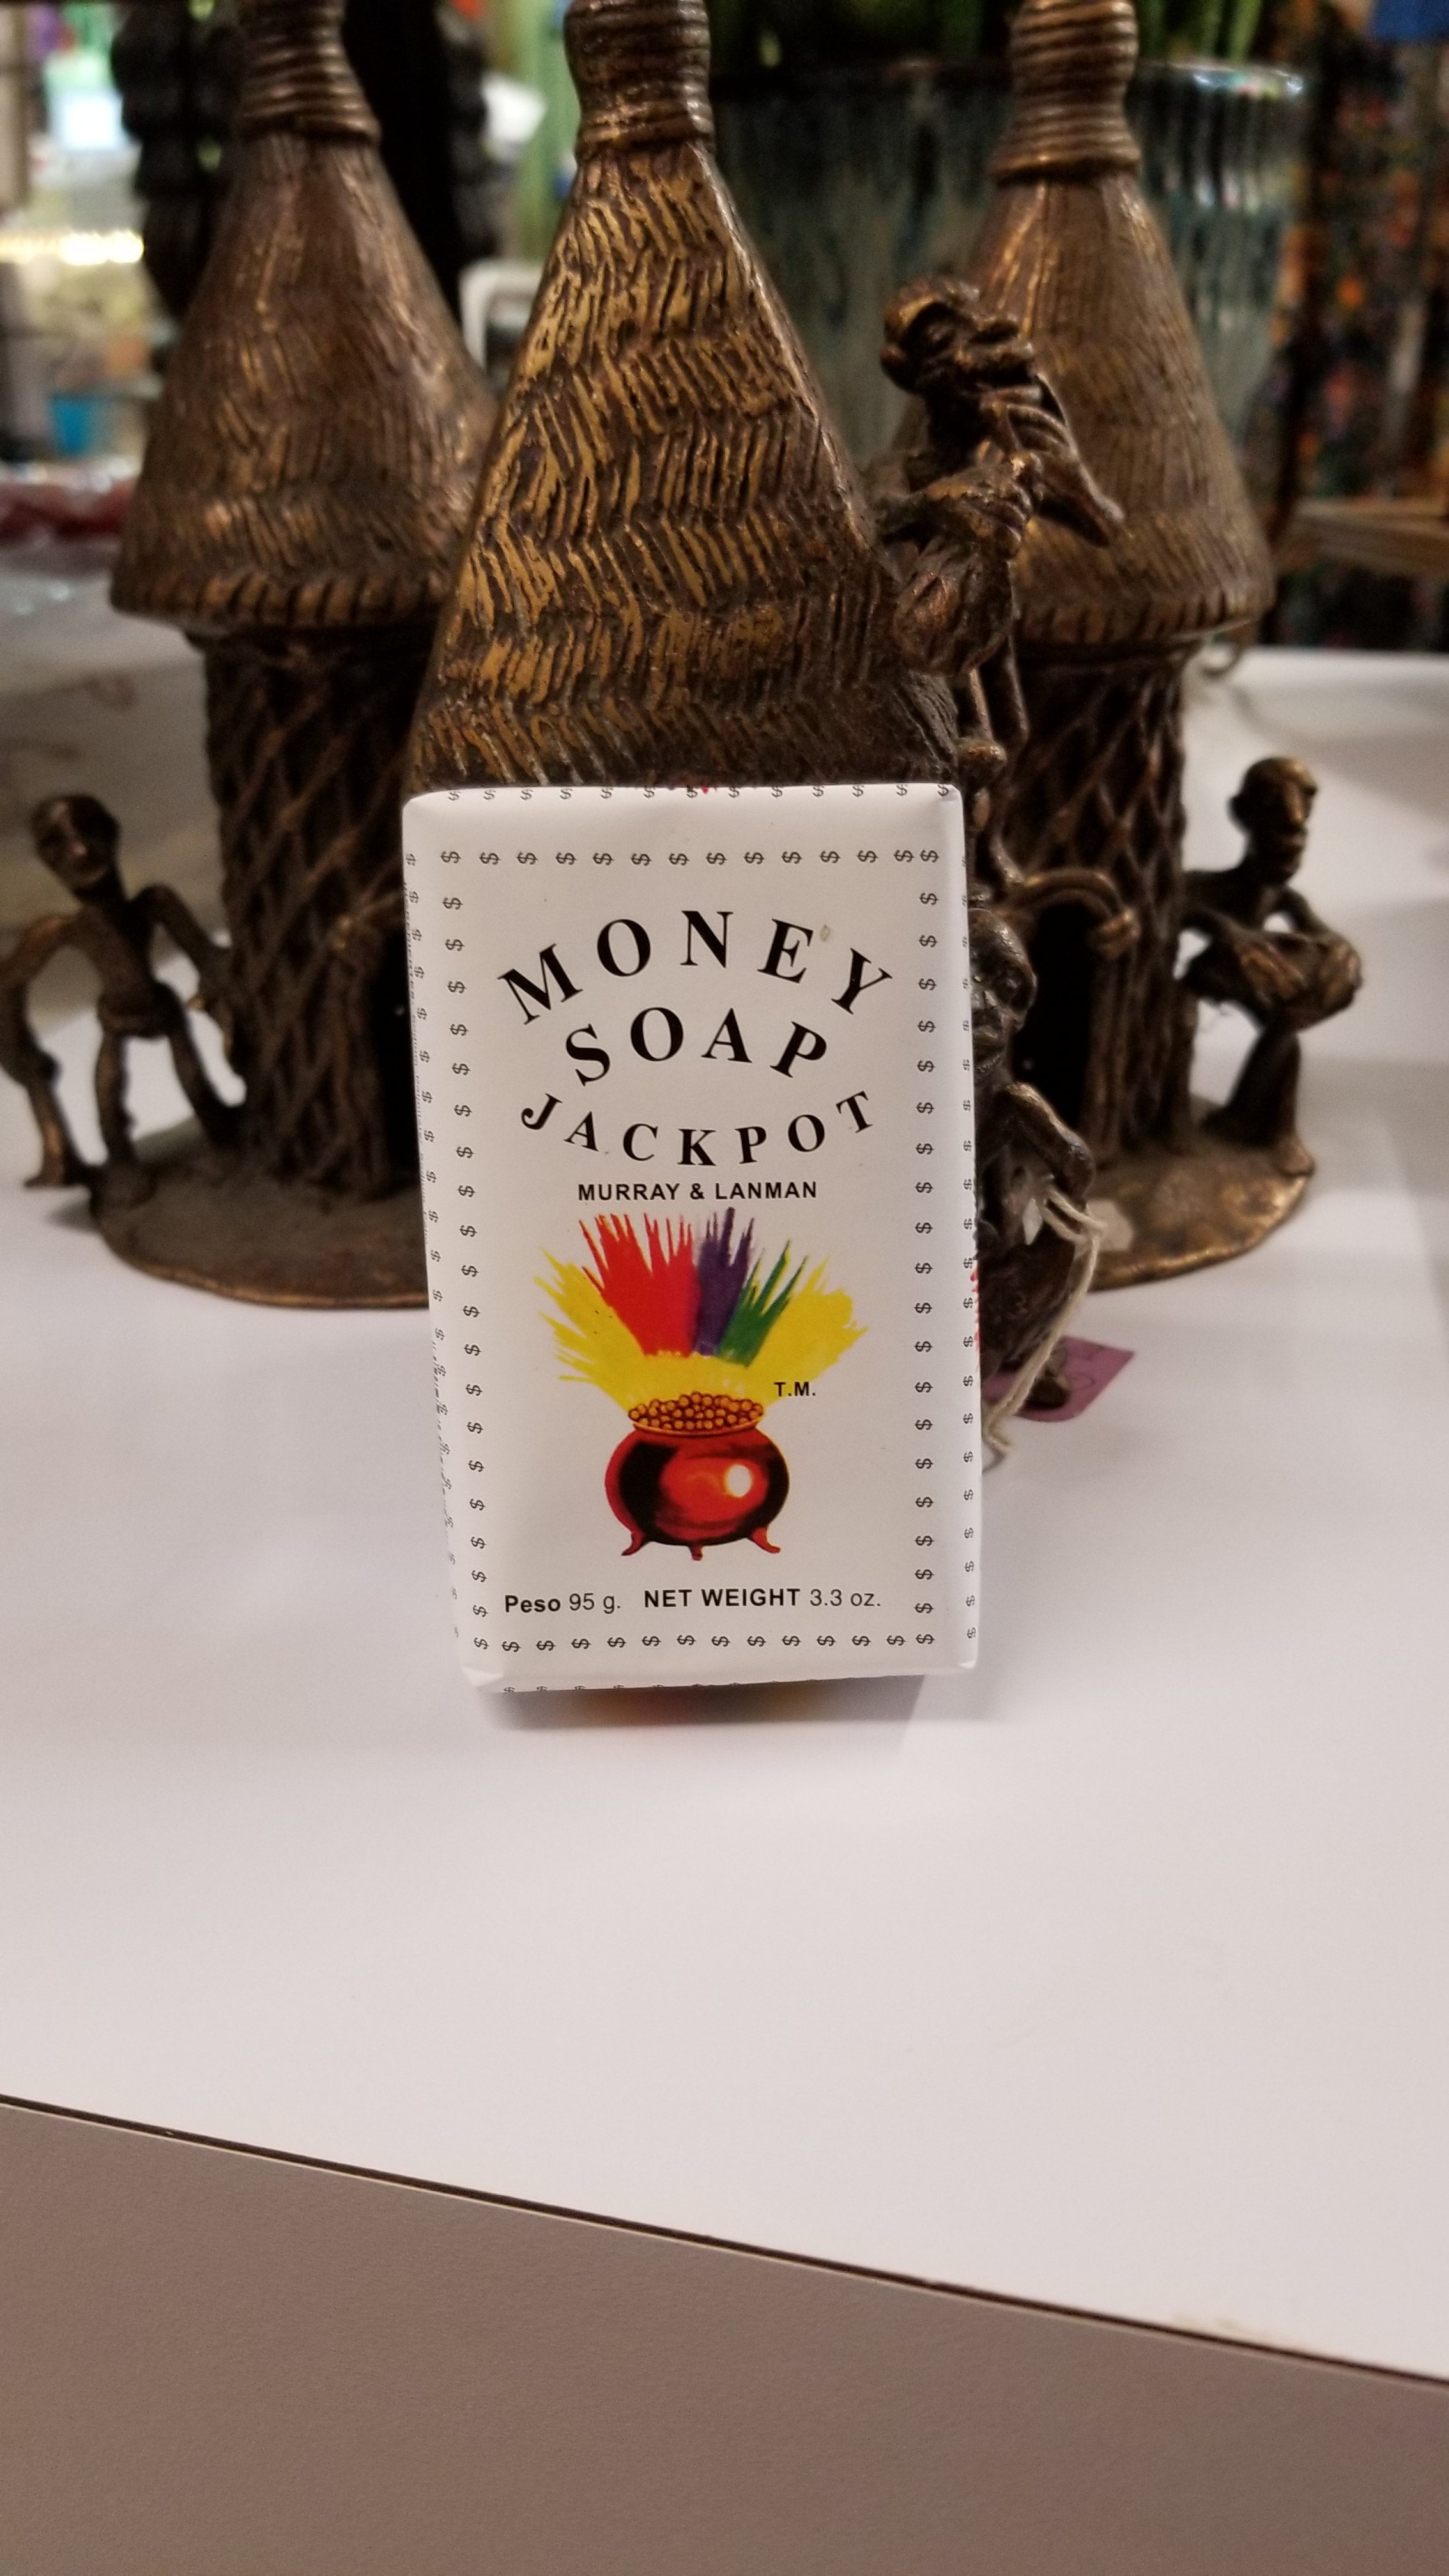 MONEY
SOAP
JACKPOT
MURRAY & LANMAN
T.M.
Peso 95 g. NET WEIGHT 3.3 oz.